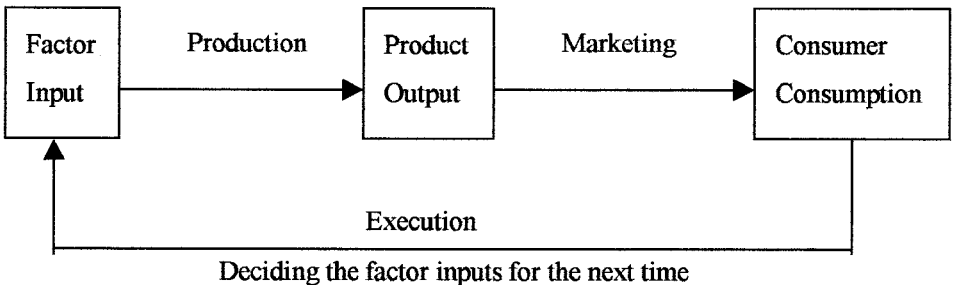 Factor
Input
Production
Product
Output
Marketing
Consumer
Consumption
Execution
Deciding the factor inputs for the next time